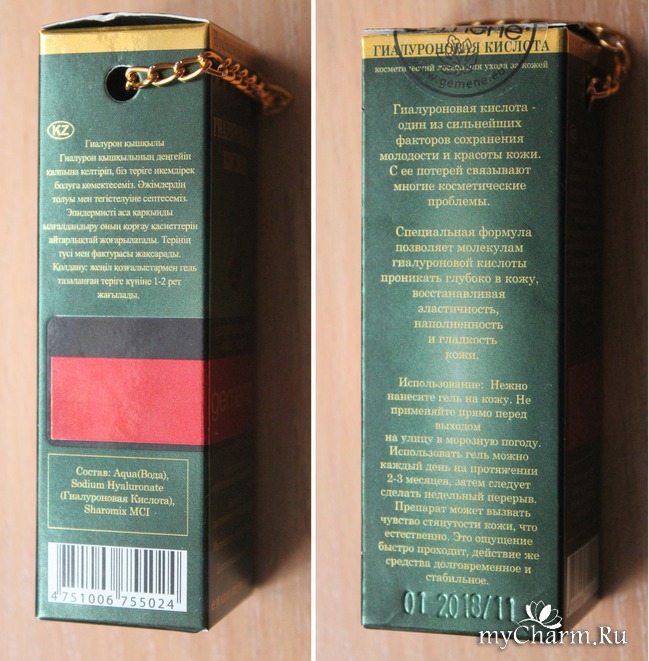 KZ
Гиалурон қышқылы
Гиалурон қышқылының деңгейін
қалпына келтіріп, біз теріге икемдірек
болуға көмектесеміз. Әжімдердің
толуы мен тегістелуіне септесеміз.
Эпидермисті аса қарқынды
ылғалдандыру оның қорғау қасиеттерін
айтарлықтай жоғарылатады. Терінің
түсі мен фактурасы жақсарады.
Қолдану: жеңіл қозғалыстармен гель
тазаланған теріге күніне 1-2 рет
жағылады.
Состав: Aqua(Вода),
Sodium Hyaluronate
(Гиалуроновая Кислота),
Sharomix MCI
4751006 755024
ГИАЛУРОНОВАЯ КИСЛОТА
косметический ухода за кожей
Гиалуроновая кислота -
один из сильнейших
факторов сохранения
молодости и красоты кожи.
С ее потерей связывают
многие косметические
проблемы.
Специальная формула
позволяет молекулам
гиалуроновой кислоты
проникать глубоко в кожу,
восстанавливая
эластичность,
наполненность
и гладкость
кожи.
Использование: Нежно
нанесите гель на кожу. Не
применяйте прямо перед
выходом
на улицу в морозную погоду.
Использовать гель можно
каждый день на протяжении
2-3 месяцев, затем следует
сделать недельный перерыв.
Препарат может вызвать
чувство стянутости кожи, что
естественно. Это ощущение
быстро проходит, действие же
средства долговременное и
стабильное.
01 2018/11
myCharm.Ru